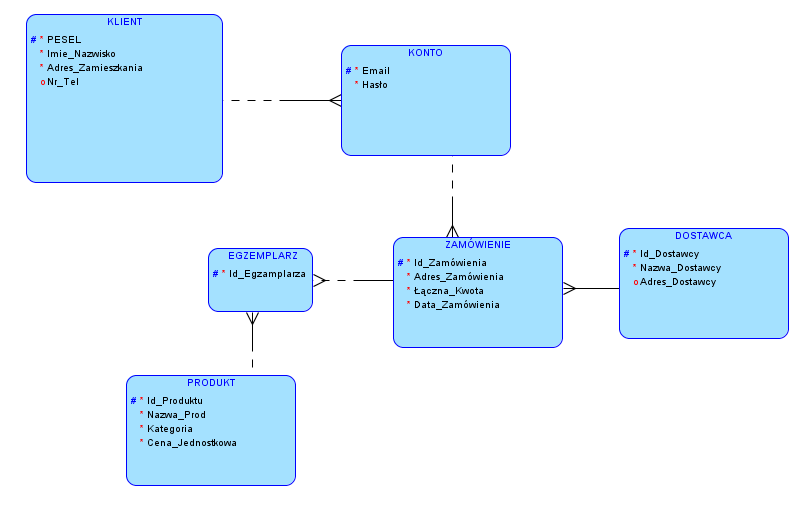 KLIENT
# * PESEL
* Imie_Nazwisko
* Adres_Zamieszkania
o Nr_Tel
KONTO
# * Email
* Hasło
ZAMÓWIENIE
# * Id_Zamówienia
* Adres_Zamówienia
* Łączna_Kwota
* Data_Zamówienia
DOSTAWCA
# * Id_Dostawcy
* Nazwa_Dostawcy
o Adres_Dostawcy
EGZEMPLARZ
# * Id_Egzamplarza
PRODUKT
# * Id_Produktu
* Nazwa_Prod
* Kategoria
* Cena_Jednostkowa